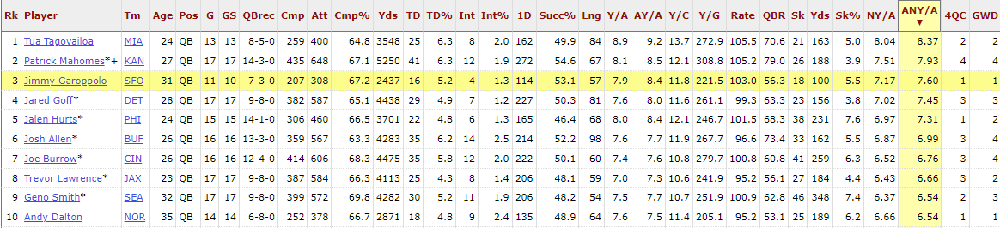 Rk Player Tm Age Pos G GS QBrec Cmp Att Cmp% Yds TD TD% Int Int% 1D Succ% Lng Y/A AY/A Y/C Y/G Rate QBR Sk Yds Sk% NY/A ANY/A ▼ 4QC GWD
1 Tua Tagovailoa MIA 24 QB 13 13 8-5-0 259 400 64.8 3548 25 6.3 8 2.0 162 49.9 84 8.9 9.2 13.7 272.9 105.5 70.6 21 163 5.0 8.04 8.37 2 2
2 Patrick Mahomes*+ KAN 27 QB 17 17 14-3-0 435 648 67.1 5250 41 6.3 12 1.9 272 54.6 67 8.1 8.5 12.1 308.8 105.2 79.0 26 188 3.9 7.51 7.93 4 4
3 Jimmy Garoppolo SFO 31 QB 11 10 7-3-0 207 308 67.2 2437 16 5.2 4 1.3 114 53.1 57 7.9 8.4 11.8 221.5 103.0 56.3 18 100 5.5 7.17 7.60 1 1
4 Jared Goff* DET 28 QB 17 17 9-8-0 382 587 65.1 4438 29 4.9 7 1.2 227 50.3 81 7.6 8.0 11.6 261.1 99.3 63.3 23 156 3.8 7.02 7.45 3 3
5 Jalen Hurts* PHI 24 QB 15 15 14-1-0 306 460 66.5 3701 22 4.8 6 1.3 165 46.4 68 8.0 8.4 12.1 246.7 101.5 68.3 38 231 7.6 6.97 7.31 1 2
6 Josh Allen* BUF 26 QB 16 16 13-3-0 359 567 63.3 4283 35 6.2 14 2.5 214 52.2 98 7.6 7.7 11.9 267.7 96.6 73.4 33 162 5.5 6.87 6.99 3 4
7 Joe Burrow* CIN 26 QB 16 16 12-4-0 414 606 68.3 4475 35 5.8 12 2.0 222 50.1 60 7.4 7.6 10.8 279.7 100.8 60.8 41 259 6.3 6.52 6.76 3 4
8 Trevor Lawrence* JAX 23 QB 17 17 9-8-0 387 584 66.3 4113 25 4.3 8 1.4 206 48.1 59 7.0 7.3 10.6 241.9 95.2 56.1 27 184 4.4 6.43 6.66 3 2
9 Geno Smith* SEA 32 QB 17 17 9-8-0 399 572 69.8 4282 30 5.2 11 1.9 206 48.2 54 7.5 7.7 10.7 251.9 100.9 62.8 46 348 7.4 6.37 6.54 2 3
10 Andy Dalton NOR 35 QB 14 14 6-8-0 252 378 66.7 2871 18 4.8 9 2.4 135 48.9 64 7.6 7.5 11.4 205.1 95.2 53.1 25 189 6.2 6.66 6.54 1 1